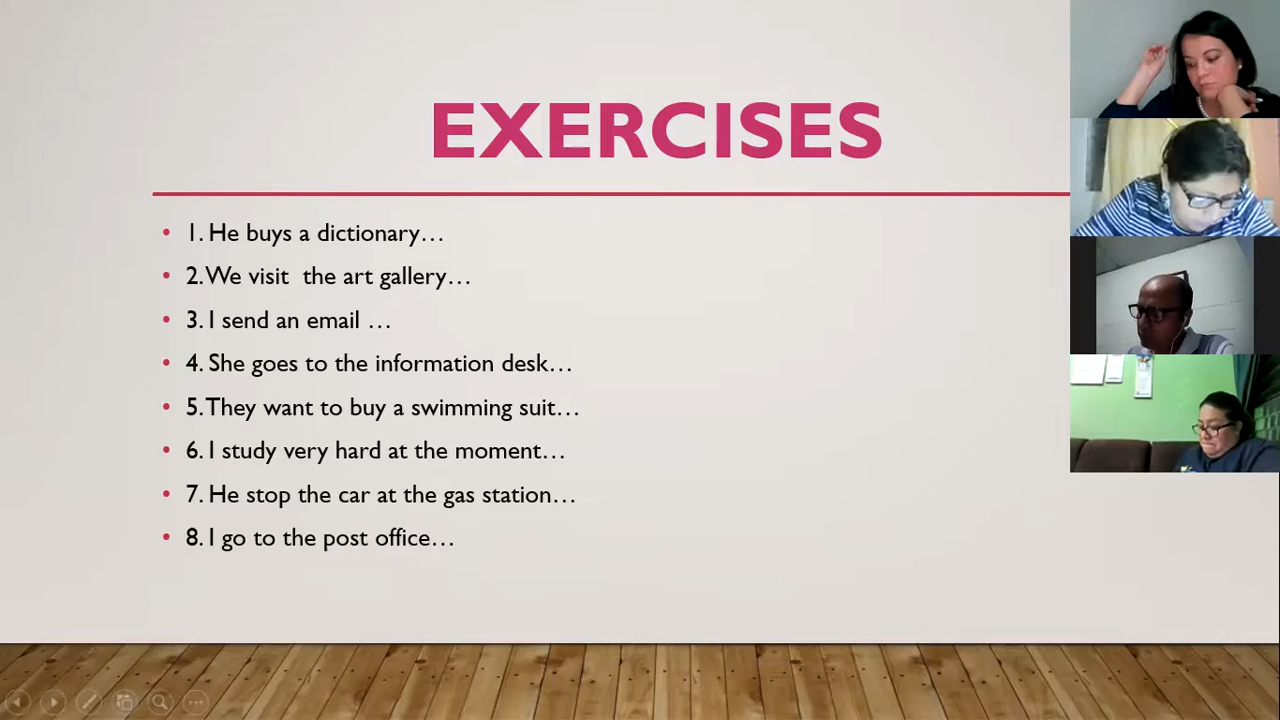 EXERCISES
1. He buys a dictionary…
2. We visit the art gallery…
3. I send an email …
4. She goes to the information desk…
5. They want to buy a swimming suit…
6. I study very hard at the moment…
7. He stop the car at the gas station…
8. I go to the post office…